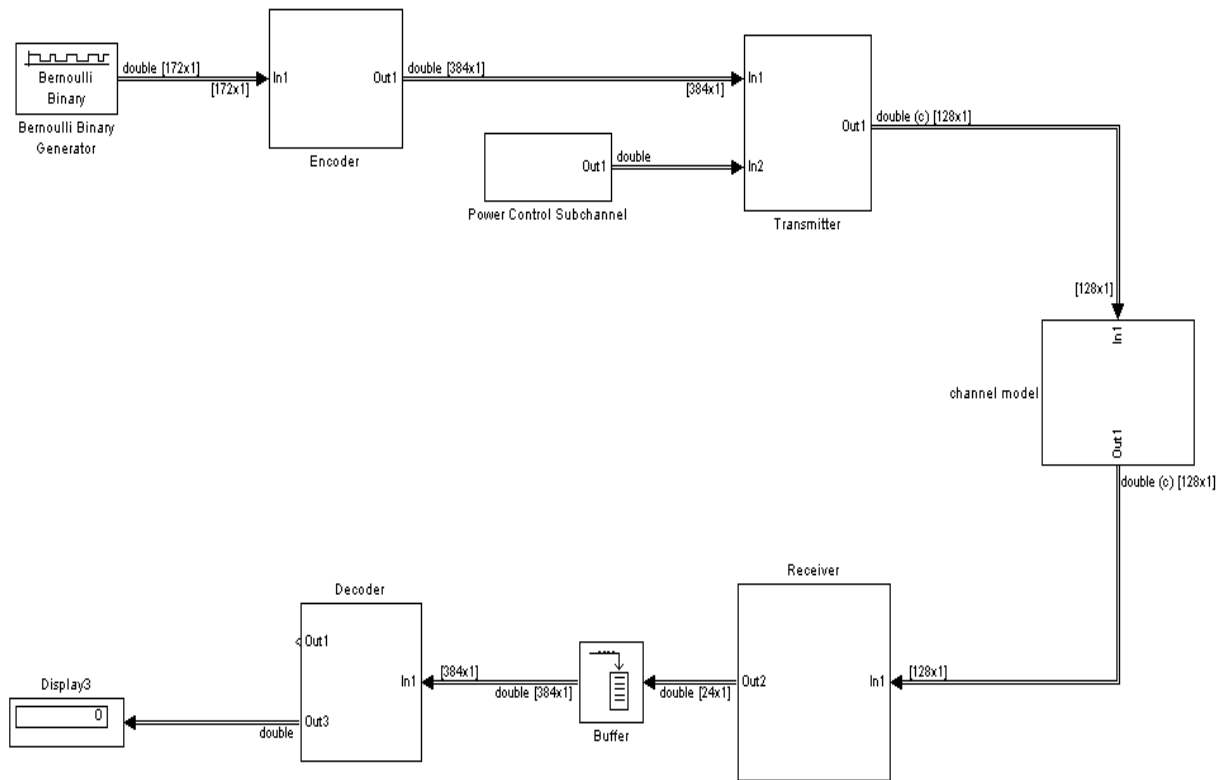 Bernoulli
Binary
Bernoulli Binary
Generator
double [172x1]
[172x1]
In1
Out1
Encoder
double [384x1]
[384x1]
Out1
Power Control Subchannel
double
In1
In2
Out1
Transmitter
double (c) [128x1]
[128x1]
In1
channel model
Out1
double (c) [128x1]
Receiver
[128x1]
In1
Out2
double [24x1]
Buffer
double [384x1]
[384x1]
Decoder
In1
Out1
Out3
double
Display3
0